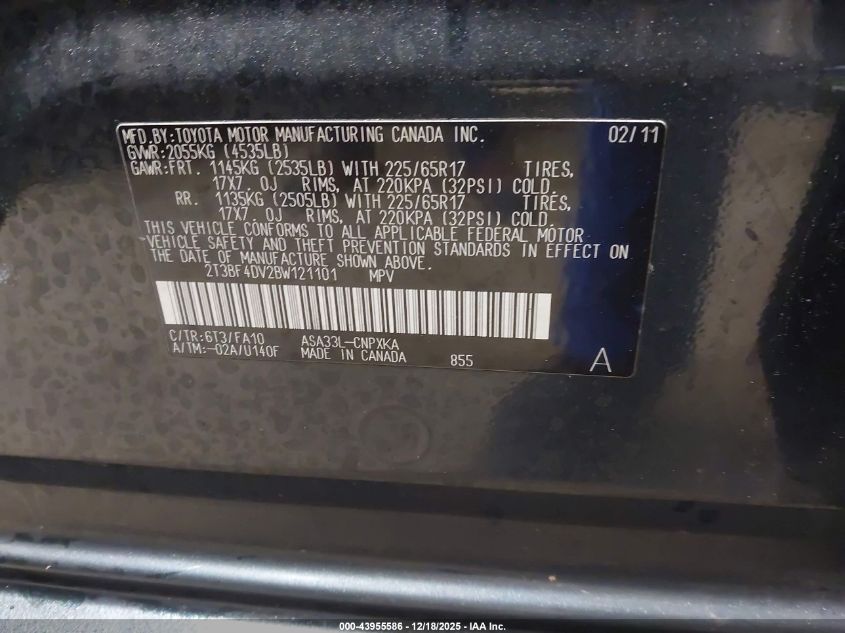 MFD.BY:TOYOTA MOTOR MANUFACTURING CANADA INC. 02/11
GVWR:2055KG (4535LB)
GAWR:FRT. 1145KG (2535LB) WITH 225/65R17 TIRES,
17X7.0J RIMS, AT 220KPA (32PSI) COLD.
RR. 1135KG (2505LB) WITH 225/65R17 TIRES,
17X7.0J RIMS, AT 220KPA (32PSI) COLD.
THIS VEHICLE CONFORMS TO ALL APPLICABLE FEDERAL MOTOR
VEHICLE SAFETY AND THEFT PREVENTION STANDARDS IN EFFECT ON
THE DATE OF MANUFACTURE SHOWN ABOVE.
2T3BF4DV2BW121101 MPV
C/TR:6T3/FA10 ASA33L-CNPXKA
A/TM:-02A/U140F MADE IN CANADA 855 A
000-43955586 - 12/18/2025 - IAA Inc.